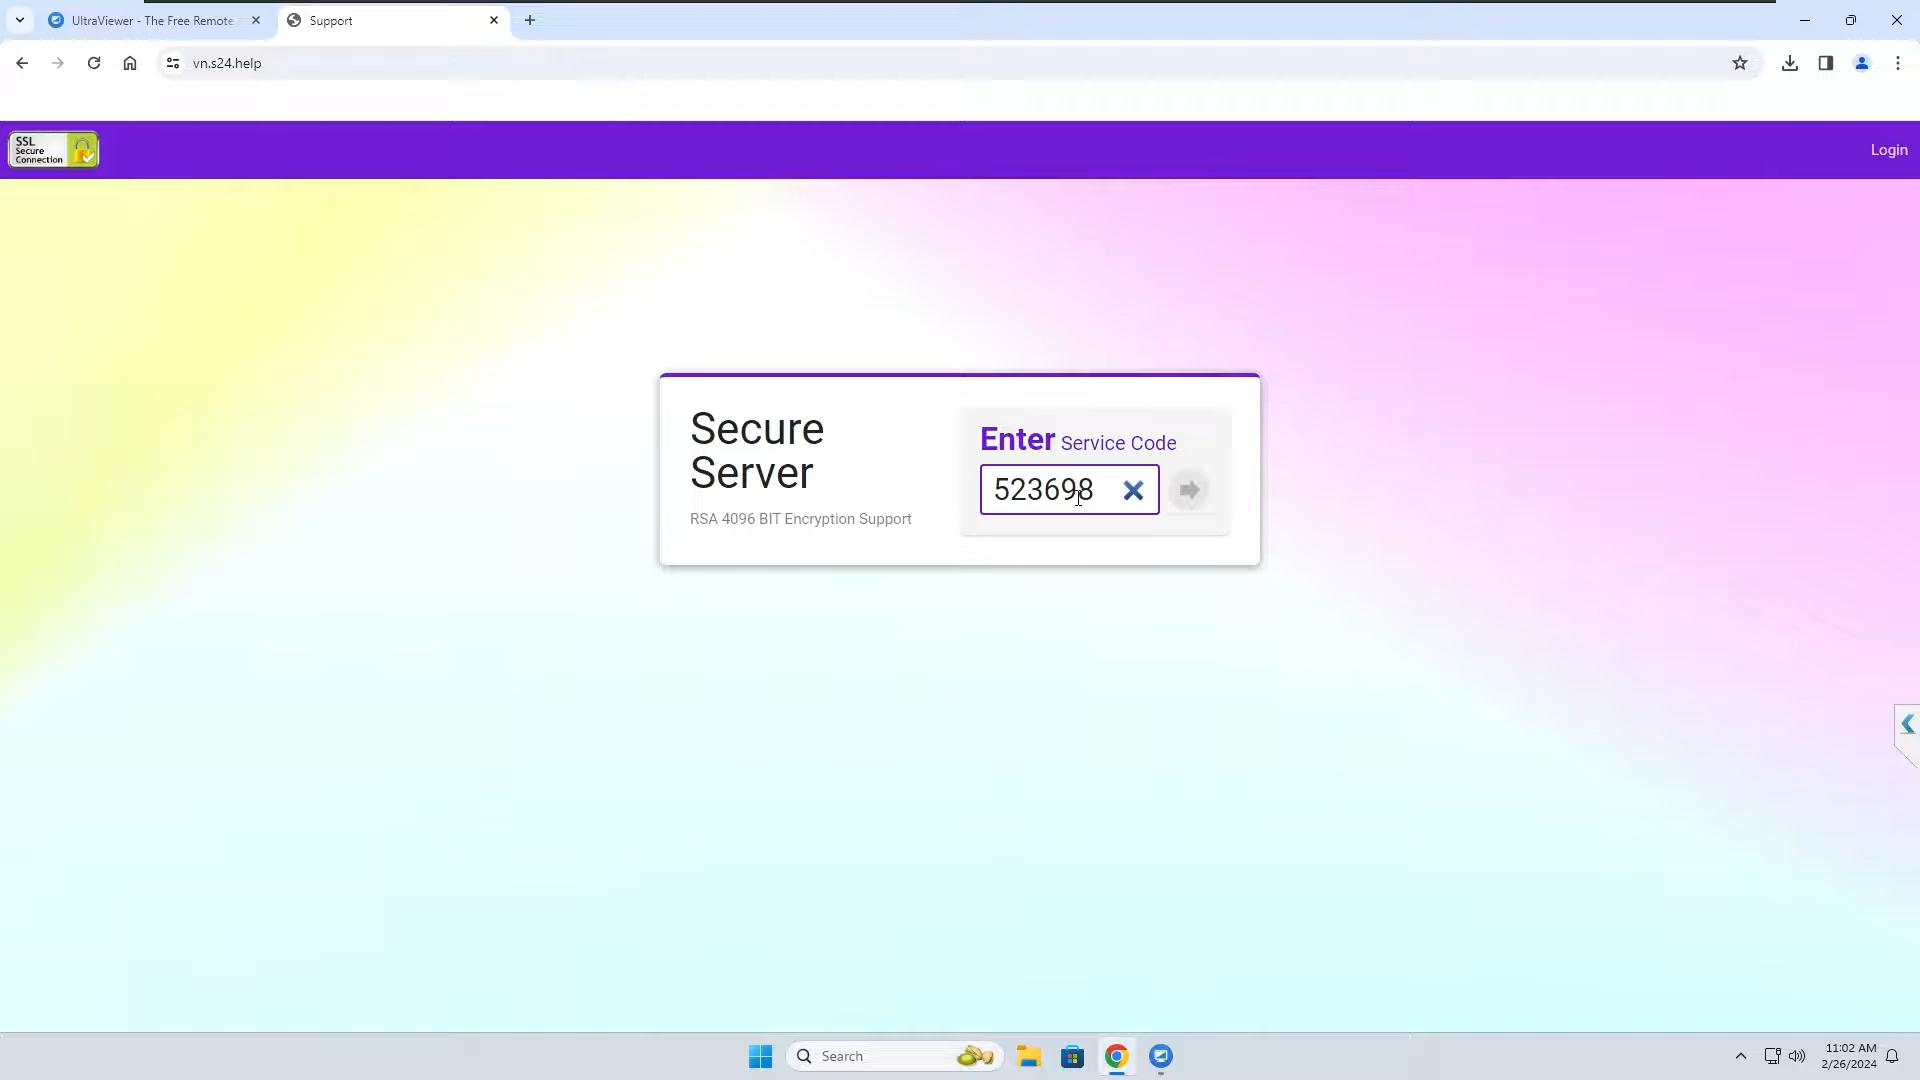 UltraViewer - The Free Remote
Support
vn.s24.help
SSL
Secure
Connection
Login
Secure
Server
RSA 4096 BIT Encryption Support
Enter Service Code
523698
Search
11:02 AM
2/26/2024